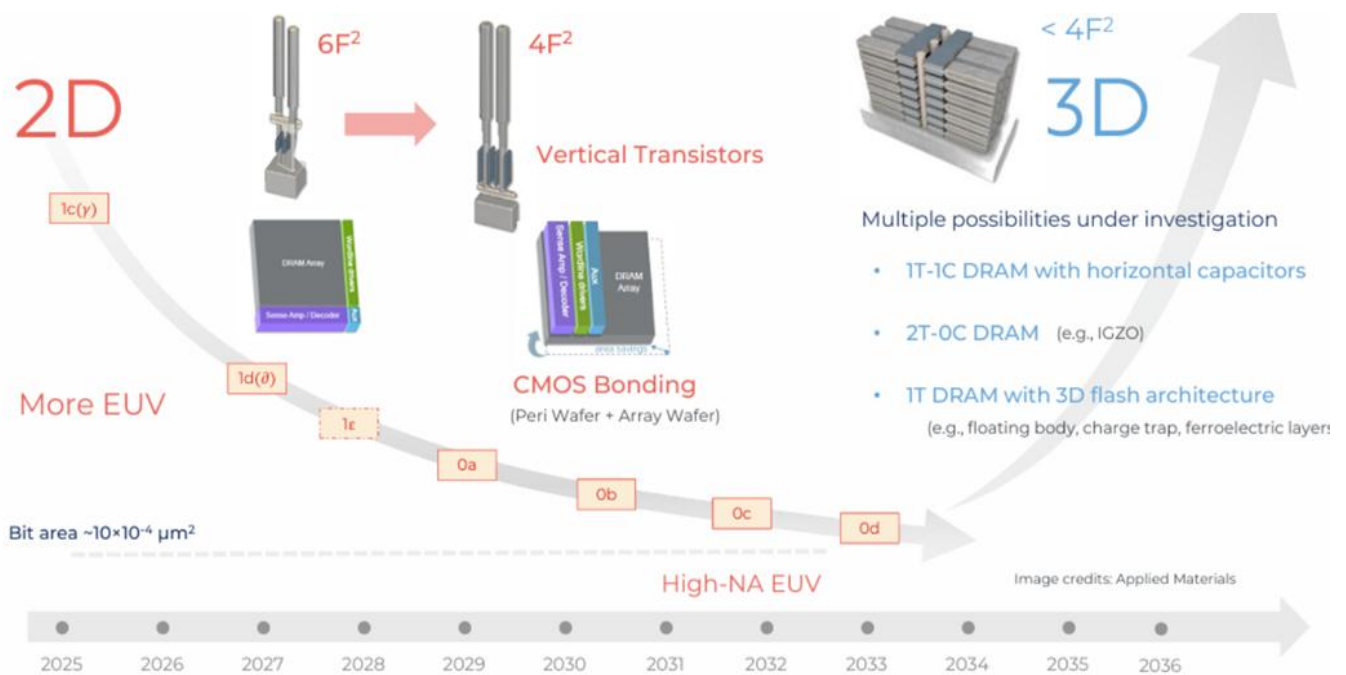 2D
6F²
4F²
< 4F²
3D
Vertical Transistors
1c(γ)
DRAM Array
Wordline drivers
Sense Amp / Decoder
Aux
Sense Amp / Decoder
Wordline drivers
Aux
DRAM
Array
area savings
Multiple possibilities under investigation
• 1T-1C DRAM with horizontal capacitors
• 2T-0C DRAM (e.g., IGZO)
• 1T DRAM with 3D flash architecture
(e.g., floating body, charge trap, ferroelectric layers
1d(∂)
More EUV
CMOS Bonding
(Peri Wafer + Array Wafer)
1ε
0a
0b
0c
0d
Bit area ~10×10⁻⁴ μm²
High-NA EUV
Image credits: Applied Materials
2025 2026 2027 2028 2029 2030 2031 2032 2033 2034 2035 2036